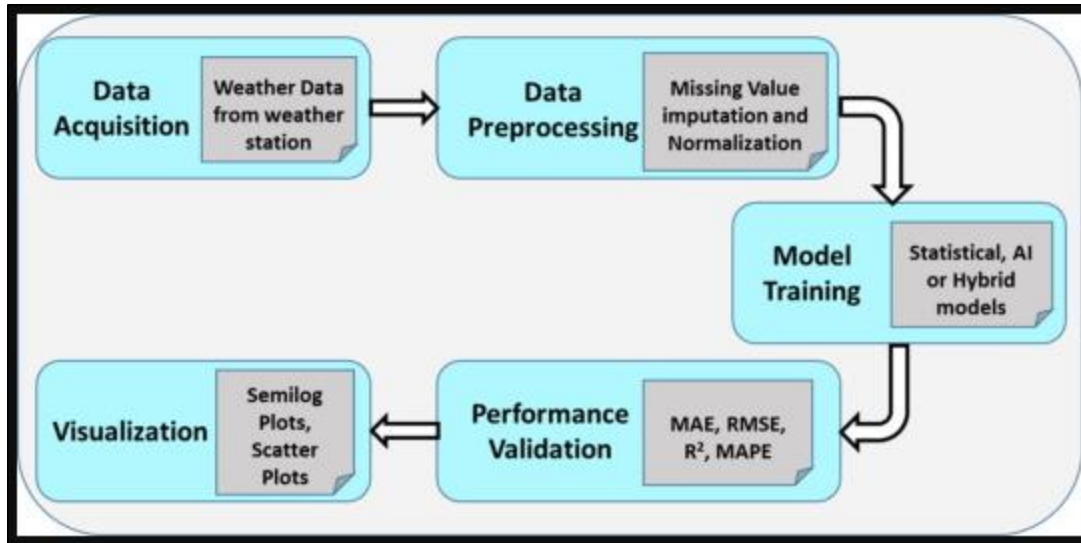 Data
Acquisition
Weather Data
from weather
station
Data
Preprocessing
Missing Value
imputation and
Normalization
Model
Training
Statistical, AI
or Hybrid
models
Visualization
Semilog
Plots,
Scatter
Plots
Performance
Validation
MAE, RMSE,
R², MAPE